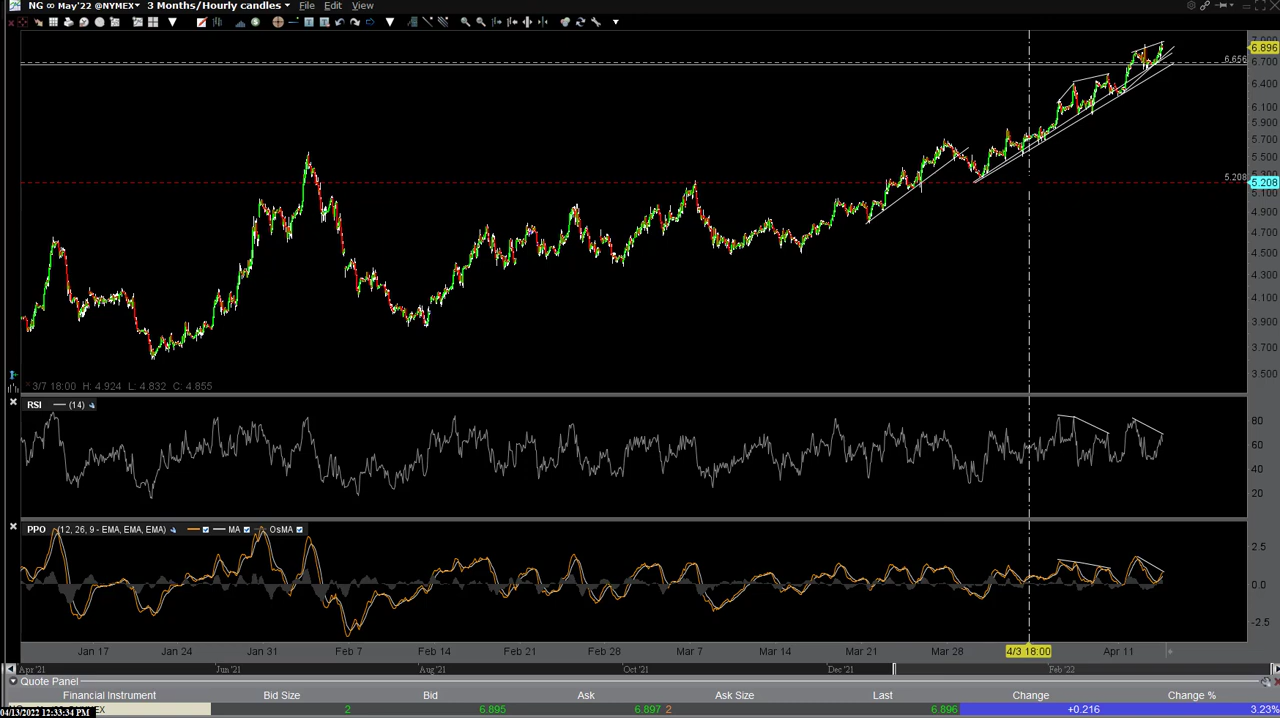 NG ∞ May'22 @NYMEX 3 Months/Hourly candles File Edit View
7.000
6.896
6.656
6.700
6.400
6.100
5.900
5.700
5.500
5.300
5.208 5.208
5.100
4.900
4.700
4.500
4.300
4.100
3.900
3.700
3.500
3/7 18:00 H: 4.924 L: 4.832 C: 4.855
RSI (14)
80
60
40
20
PPO (12, 26, 9 - EMA, EMA, EMA) MA OsMA
2.5
0.0
-2.5
Jan 17 Jan 24 Jan 31 Feb 7 Feb 14 Feb 21 Feb 28 Mar 7 Mar 14 Mar 21 Mar 28 4/3 18:00 Apr 11
Apr '21 Jun '21 Aug '21 Oct '21 Dec '21 Feb '22
Quote Panel
Financial Instrument Bid Size Bid Ask Ask Size Last Change Change %
2 6.895 6.897 2 6.896 +0.216 3.23%
04/13/2022 12:33:34 PM